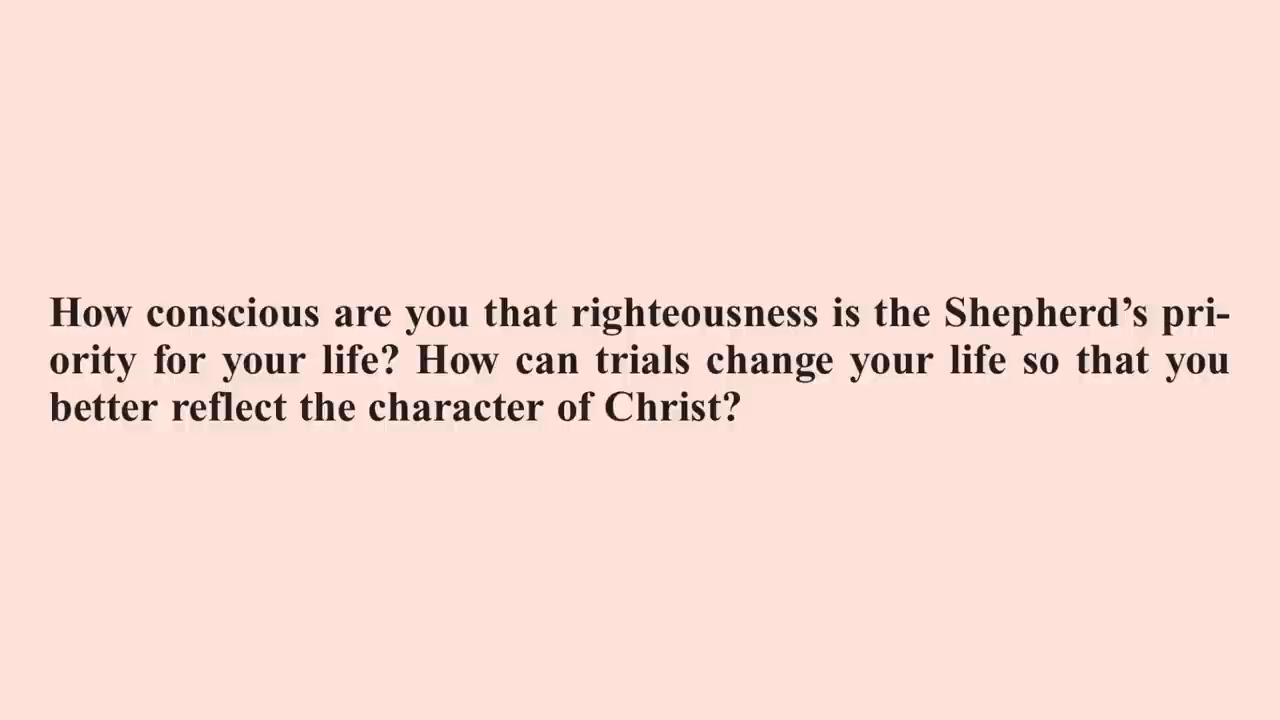 How conscious are you that righteousness is the Shepherd’s pri-
ority for your life? How can trials change your life so that you
better reflect the character of Christ?